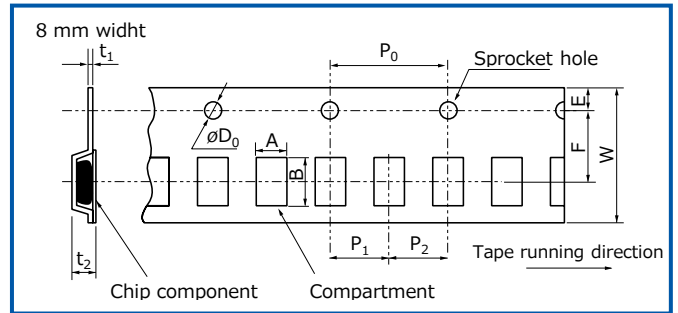 8 mm widht
t1
P0
Sprocket hole
E
øD0
A
F
W
B
P1
P2
Tape running direction
t2
Chip component
Compartment